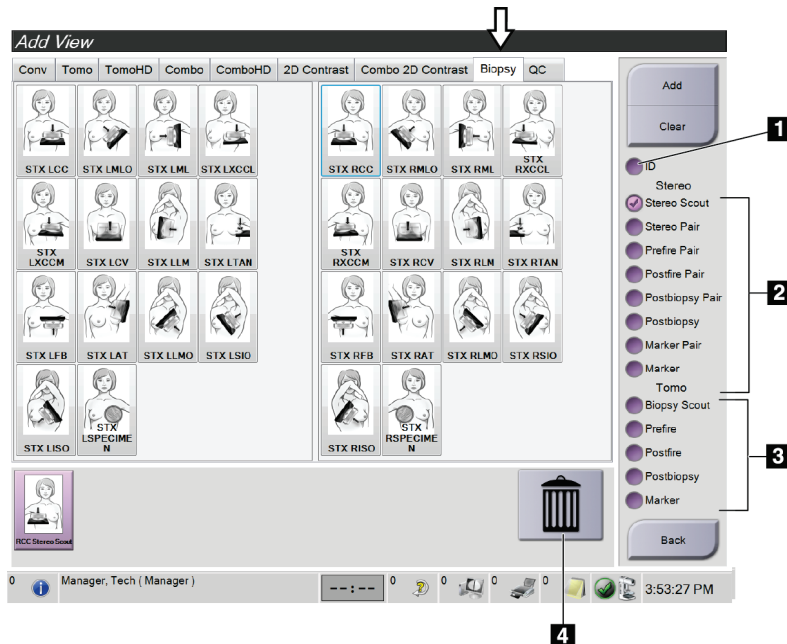 Add View
Conv Tomo TomoHD Combo ComboHD 2D Contrast Combo 2D Contrast Biopsy QC
STX LCC STX LMLO STX LML STX LXCCL
STX RCC STX RMLO STX RML STX RXCCL
STX LXCCM STX LCV STX LLM STX LTAN
STX RXCCM STX RCV STX RLN STX RTAN
STX LFB STX LAT STX LLMO STX LSIO
STX RFB STX RAT STX RLMO STX RSIO
STX LISO STX LSPECIMEN
STX RISO STX RSPECIMEN
RCC Stereo Scout
Add
Clear
ID
1
Stereo
Stereo Scout
Stereo Pair
Prefire Pair
Postfire Pair
Postbiopsy Pair
2
Postbiopsy
Marker Pair
Marker
Tomo
Biopsy Scout
Prefire
Postfire
3
Postbiopsy
Marker
Back
0 Manager, Tech ( Manager ) --:-- 0 0 0 0 3:53:27 PM
4